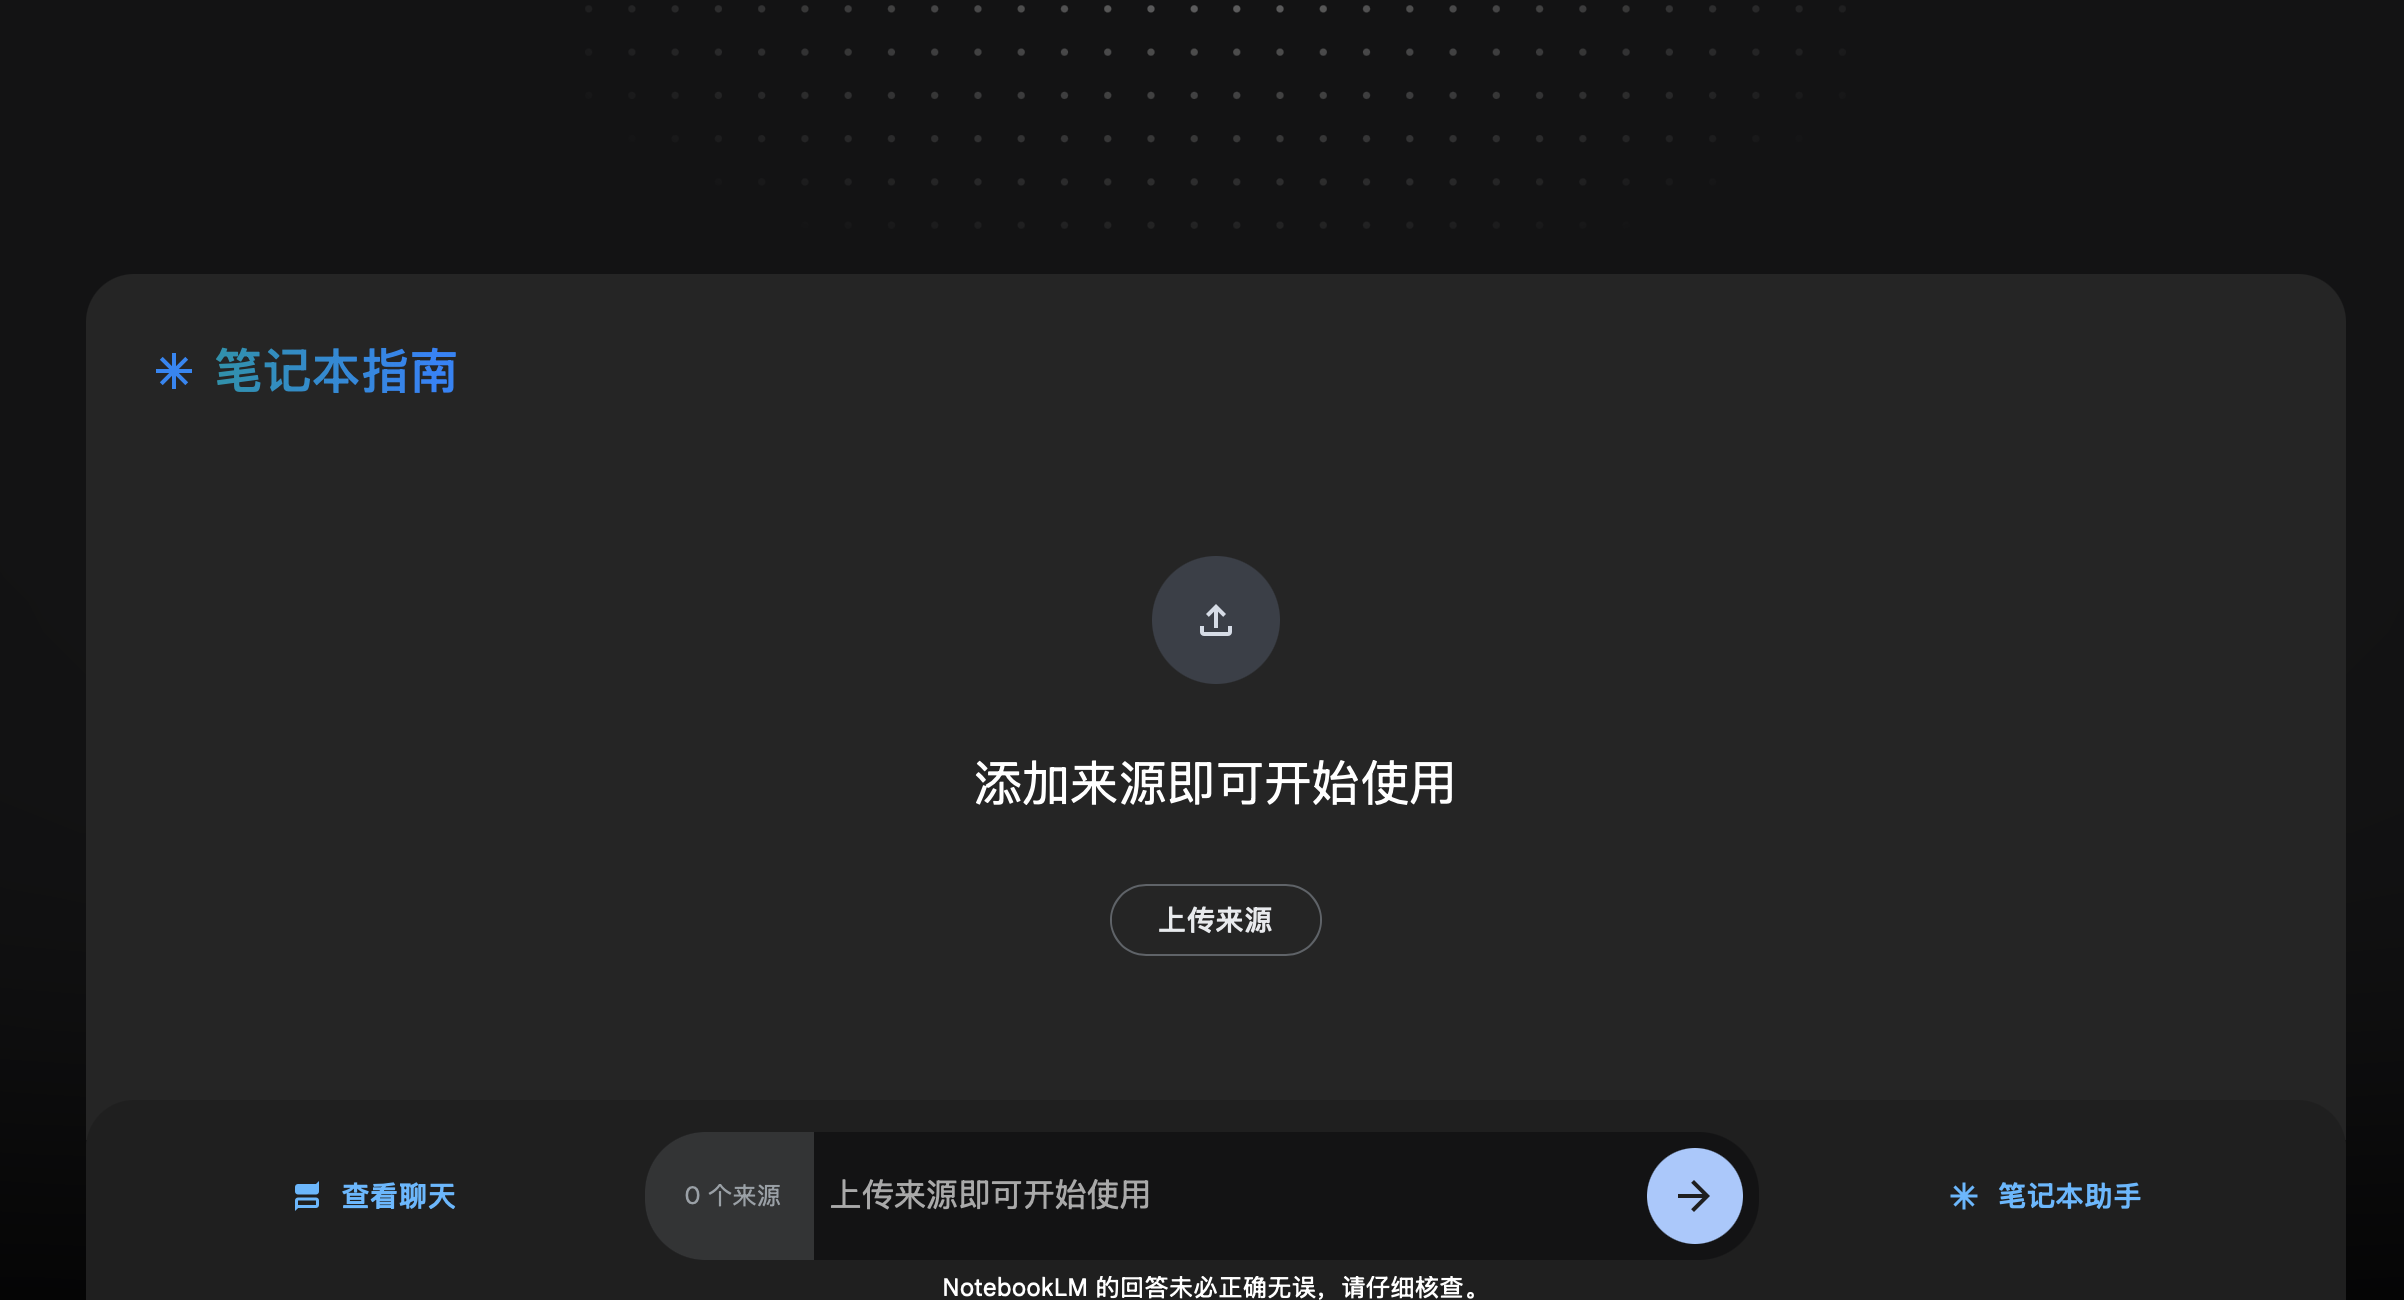 笔记本指南
添加来源即可开始使用
上传来源
查看聊天
0 个来源
上传来源即可开始使用
笔记本助手
NotebookLM 的回答未必正确无误，请仔细核查。